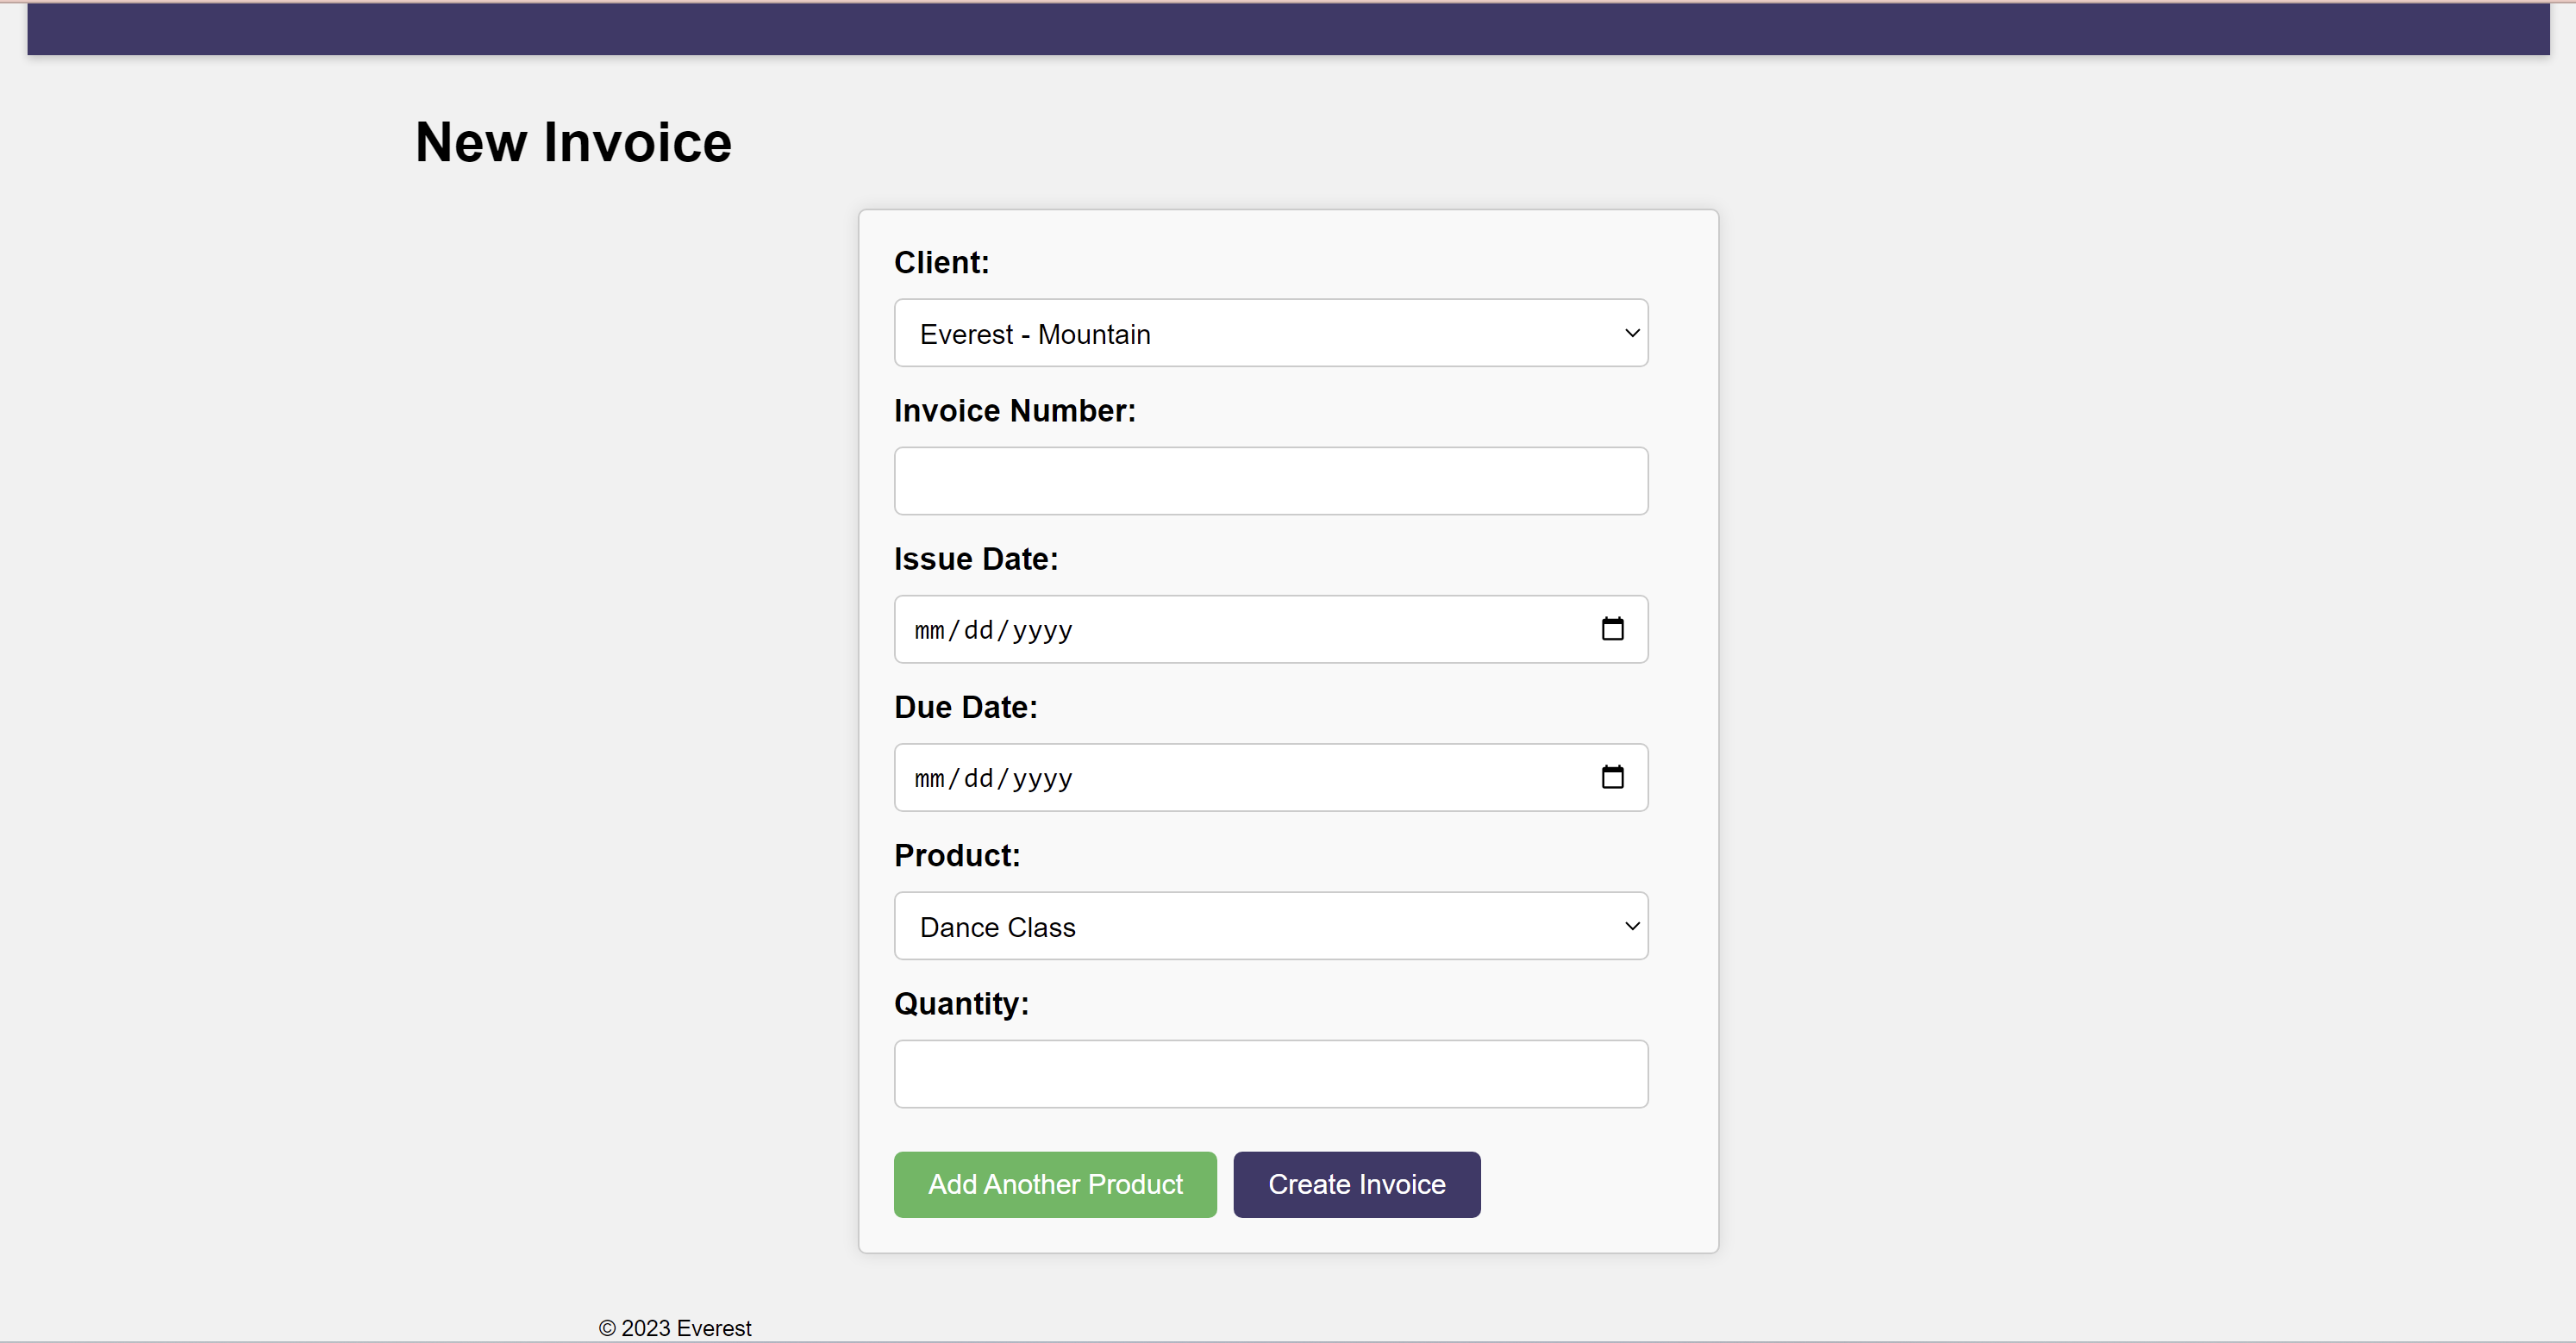 New Invoice
Client:
Everest - Mountain
Invoice Number:
Issue Date:
mm/dd/yyyy
Due Date:
mm/dd/yyyy
Product:
Dance Class
Quantity:
Add Another Product Create Invoice
© 2023 Everest